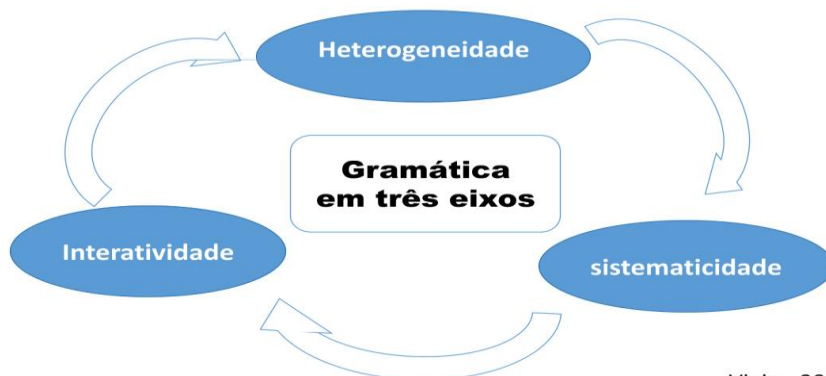 Heterogeneidade
Gramática
em três eixos
Interatividade
sistematicidade